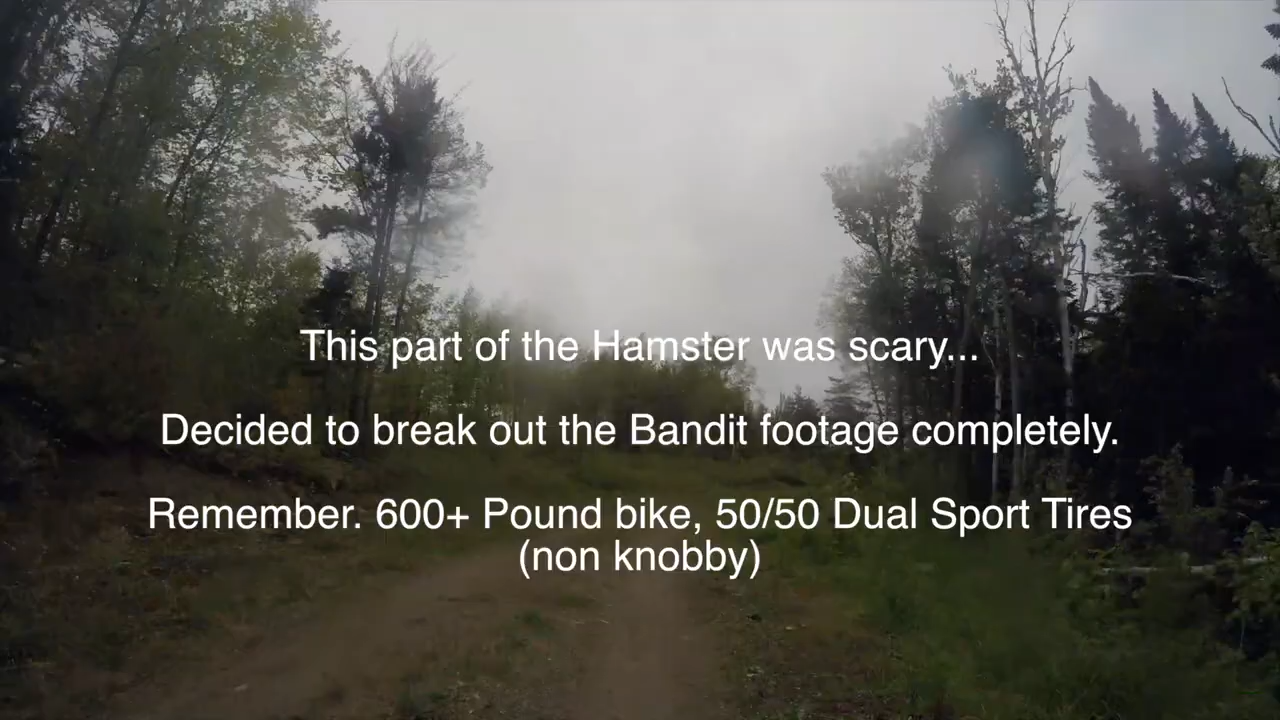 This part of the Hamster was scary...
Decided to break out the Bandit footage completely.
Remember. 600+ Pound bike, 50/50 Dual Sport Tires
(non knobby)